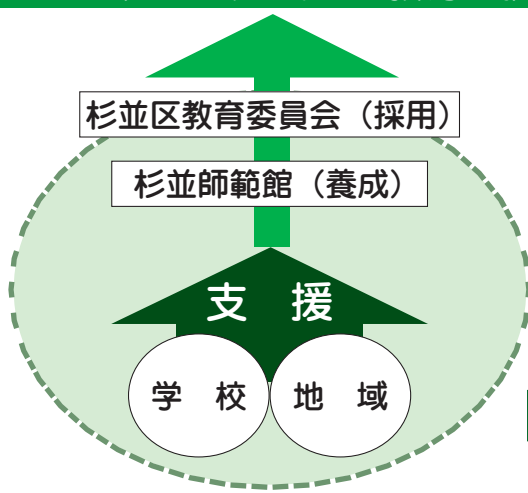 杉並区教育委員会（採用）
杉並師範館（養成）
支　援
学　校　地　域